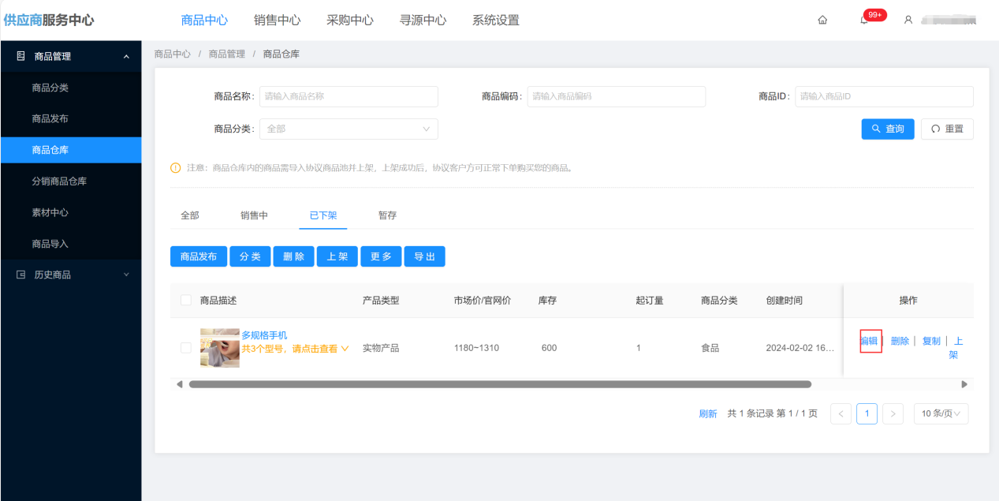 供应商服务中心
商品中心 销售中心 采购中心 寻源中心 系统设置
99+
商品管理
商品分类
商品发布
商品仓库
分销商品仓库
素材中心
商品导入
历史商品
商品中心 / 商品管理 / 商品仓库
商品名称: 请输入商品名称
商品编码: 请输入商品编码
商品ID: 请输入商品ID
商品分类: 全部
查询 重置
注意: 商品仓库内的商品需导入协议商品池并上架, 上架成功后, 协议客户方可正常下单购买您的商品。
全部 销售中 已下架 暂存
商品发布 分 类 删 除 上 架 更 多 导 出
商品描述 产品类型 市场价/官网价 库存 起订量 商品分类 创建时间 操作
多规格手机
共3个型号, 请点击查看
实物产品 1180~1310 600 1 食品 2024-02-02 16...
编辑 | 删除 | 复制 | 上
架
刷新 共 1 条记录 第 1 / 1 页 < 1 > 10 条/页